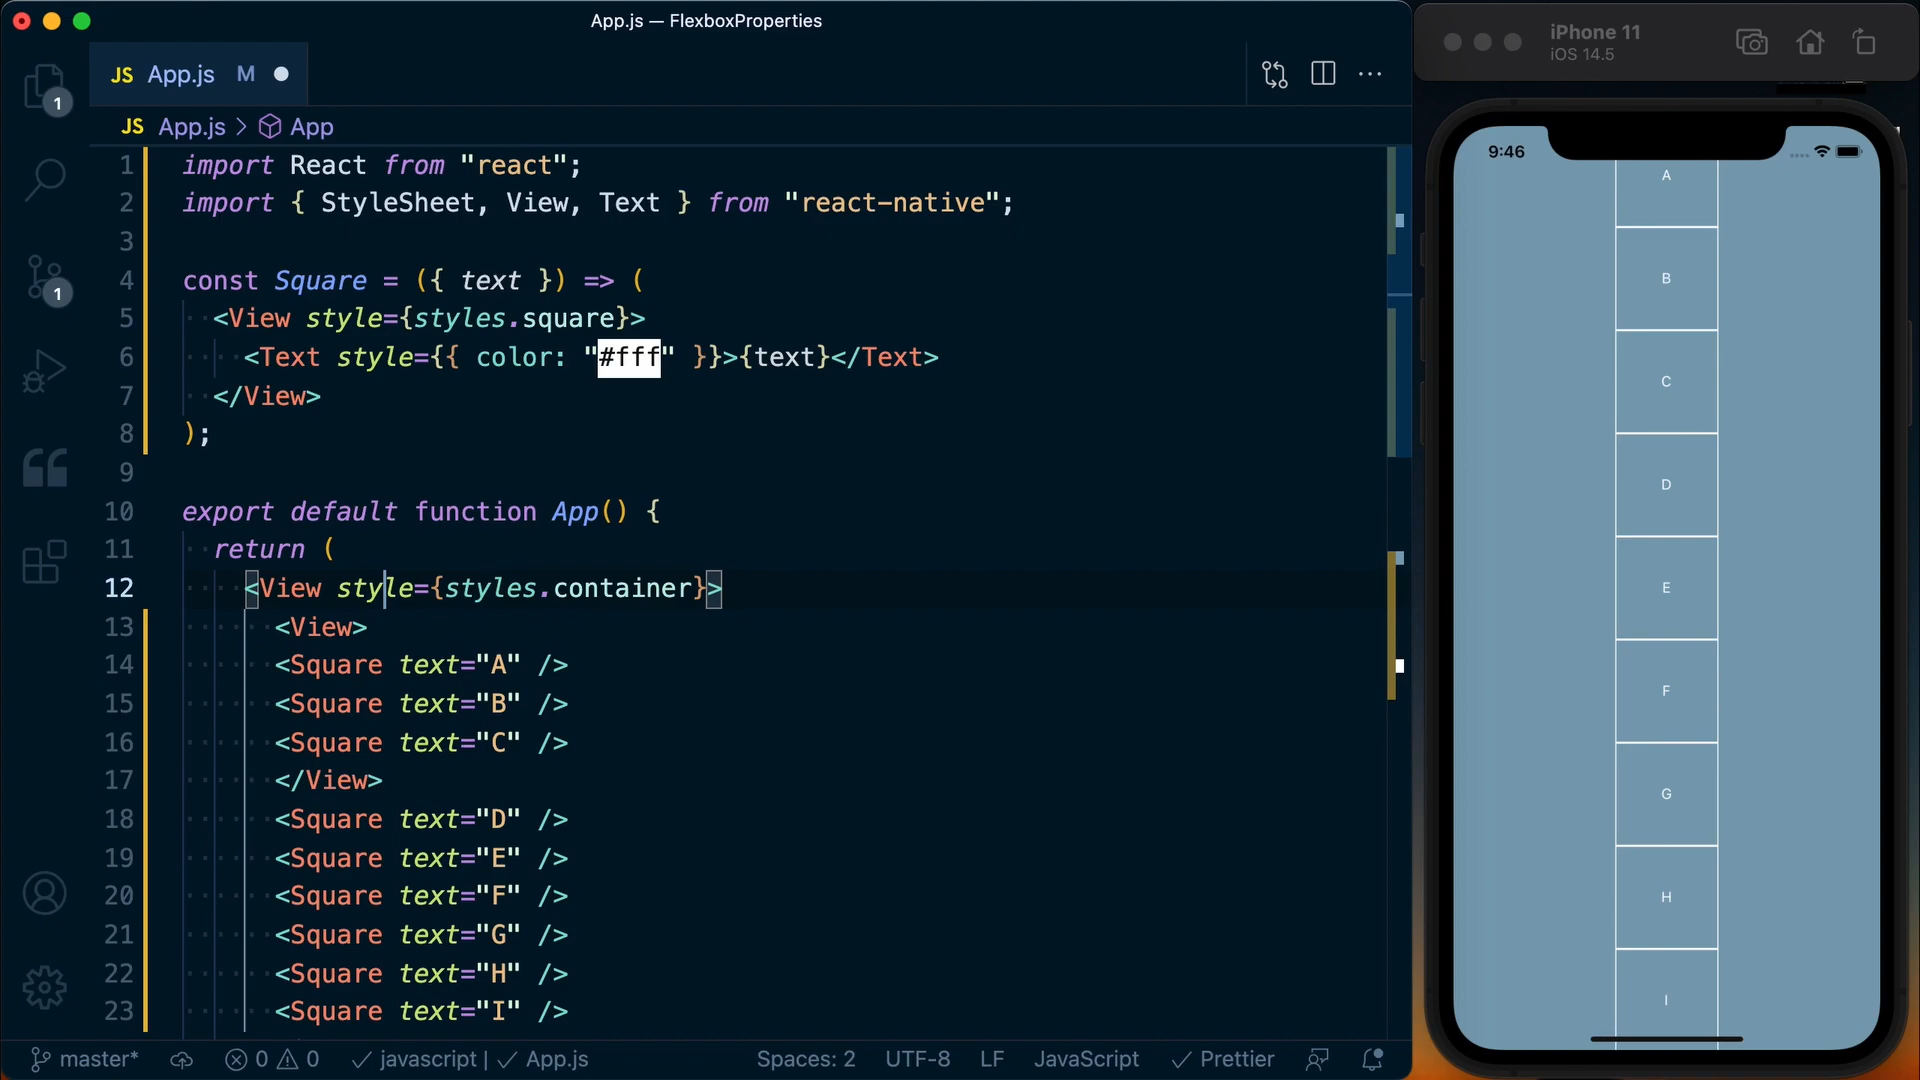 App.js — FlexboxProperties
JS App.js M
JS App.js > App
1 import React from "react";
2 import { StyleSheet, View, Text } from "react-native";
3
4 const Square = ({ text }) => (
5 <View style={styles.square}>
6 <Text style={{ color: "#fff" }}>{text}</Text>
7 </View>
8 );
9
10 export default function App() {
11 return (
12 <View style={styles.container}>
13 <View>
14 <Square text="A" />
15 <Square text="B" />
16 <Square text="C" />
17 </View>
18 <Square text="D" />
19 <Square text="E" />
20 <Square text="F" />
21 <Square text="G" />
22 <Square text="H" />
23 <Square text="I" />
1
1
master* 0 0 javascript | App.js Spaces: 2 UTF-8 LF JavaScript Prettier
iPhone 11
iOS 14.5
9:46
A
B
C
D
E
F
G
H
I